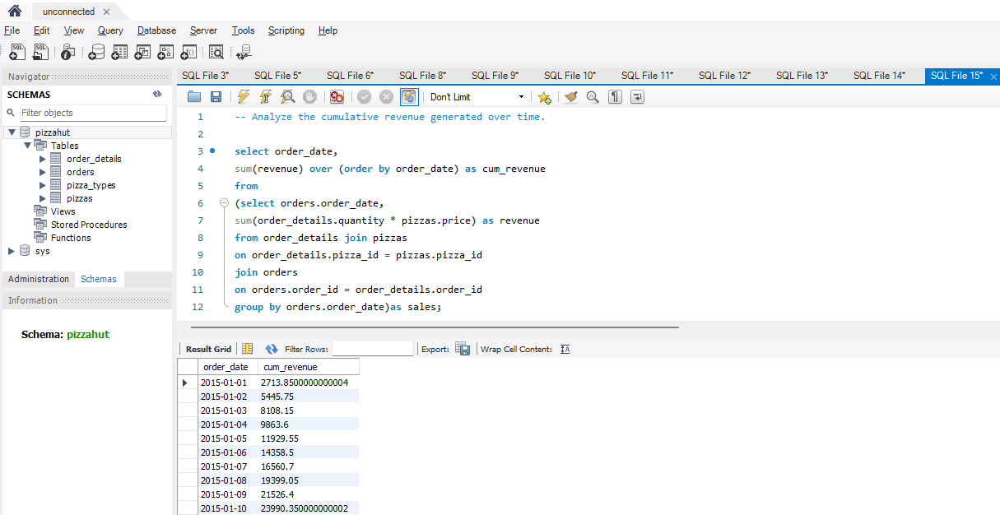 unconnected
File Edit View Query Database Server Tools Scripting Help
Navigator
SCHEMAS
Filter objects
pizzahut
Tables
order_details
orders
pizza_types
pizzas
Views
Stored Procedures
Functions
sys
Administration Schemas
Information
Schema: pizzahut
SQL File 3* SQL File 5* SQL File 6* SQL File 8* SQL File 9* SQL File 10* SQL File 11* SQL File 12* SQL File 13* SQL File 14* SQL File 15*
Don't Limit
1 -- Analyze the cumulative revenue generated over time.
2
3 select order_date,
4 sum(revenue) over (order by order_date) as cum_revenue
5 from
6 (select orders.order_date,
7 sum(order_details.quantity * pizzas.price) as revenue
8 from order_details join pizzas
9 on order_details.pizza_id = pizzas.pizza_id
10 join orders
11 on orders.order_id = order_details.order_id
12 group by orders.order_date)as sales;
Result Grid Filter Rows: Export: Wrap Cell Content:
order_date cum_revenue
2015-01-01 2713.8500000000004
2015-01-02 5445.75
2015-01-03 8108.15
2015-01-04 9863.6
2015-01-05 11929.55
2015-01-06 14358.5
2015-01-07 16560.7
2015-01-08 19399.05
2015-01-09 21526.4
2015-01-10 23990.350000000002